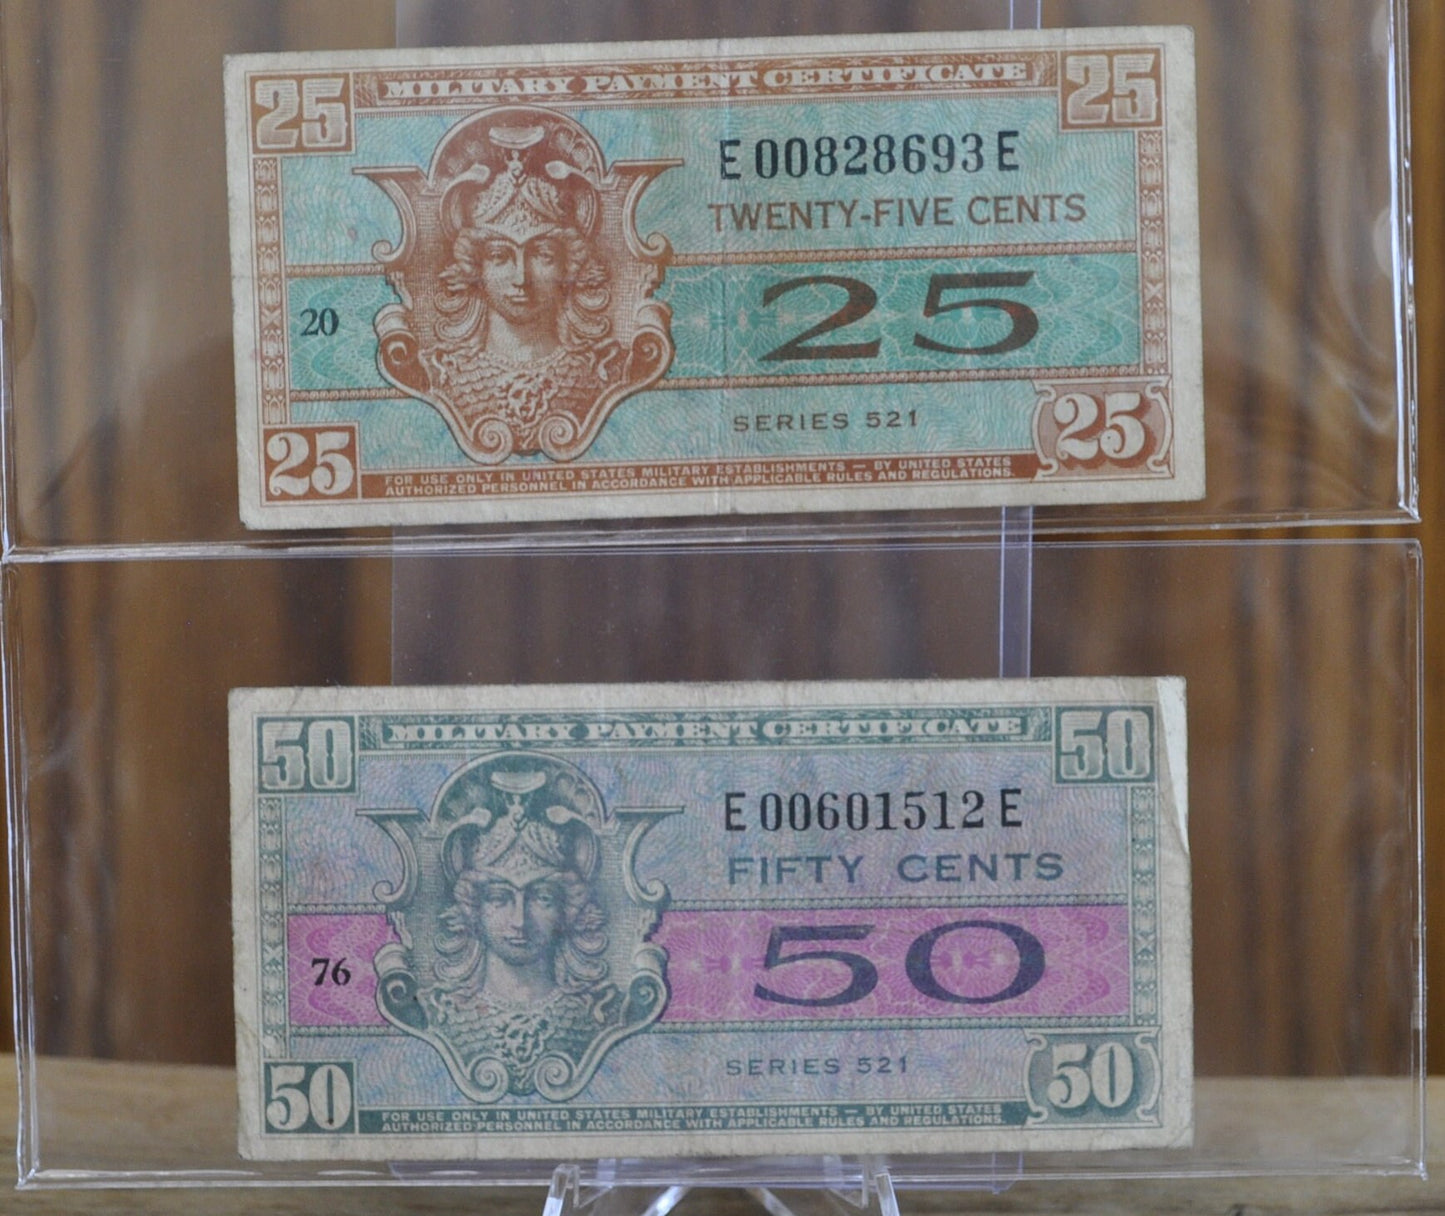 25 MILITARY PAYMENT CERTIFICATE 25
E00828693E
TWENTY-FIVE CENTS
20 25
SERIES 521
25 25
FOR USE ONLY IN UNITED STATES MILITARY ESTABLISHMENTS — BY UNITED STATES
AUTHORIZED PERSONNEL IN ACCORDANCE WITH APPLICABLE RULES AND REGULATIONS.
50 MILITARY PAYMENT CERTIFICATE 50
E00601512E
FIFTY CENTS
76 50
SERIES 521
50 50
FOR USE ONLY IN UNITED STATES MILITARY ESTABLISHMENTS — BY UNITED STATES
AUTHORIZED PERSONNEL IN ACCORDANCE WITH APPLICABLE RULES AND REGULATIONS.